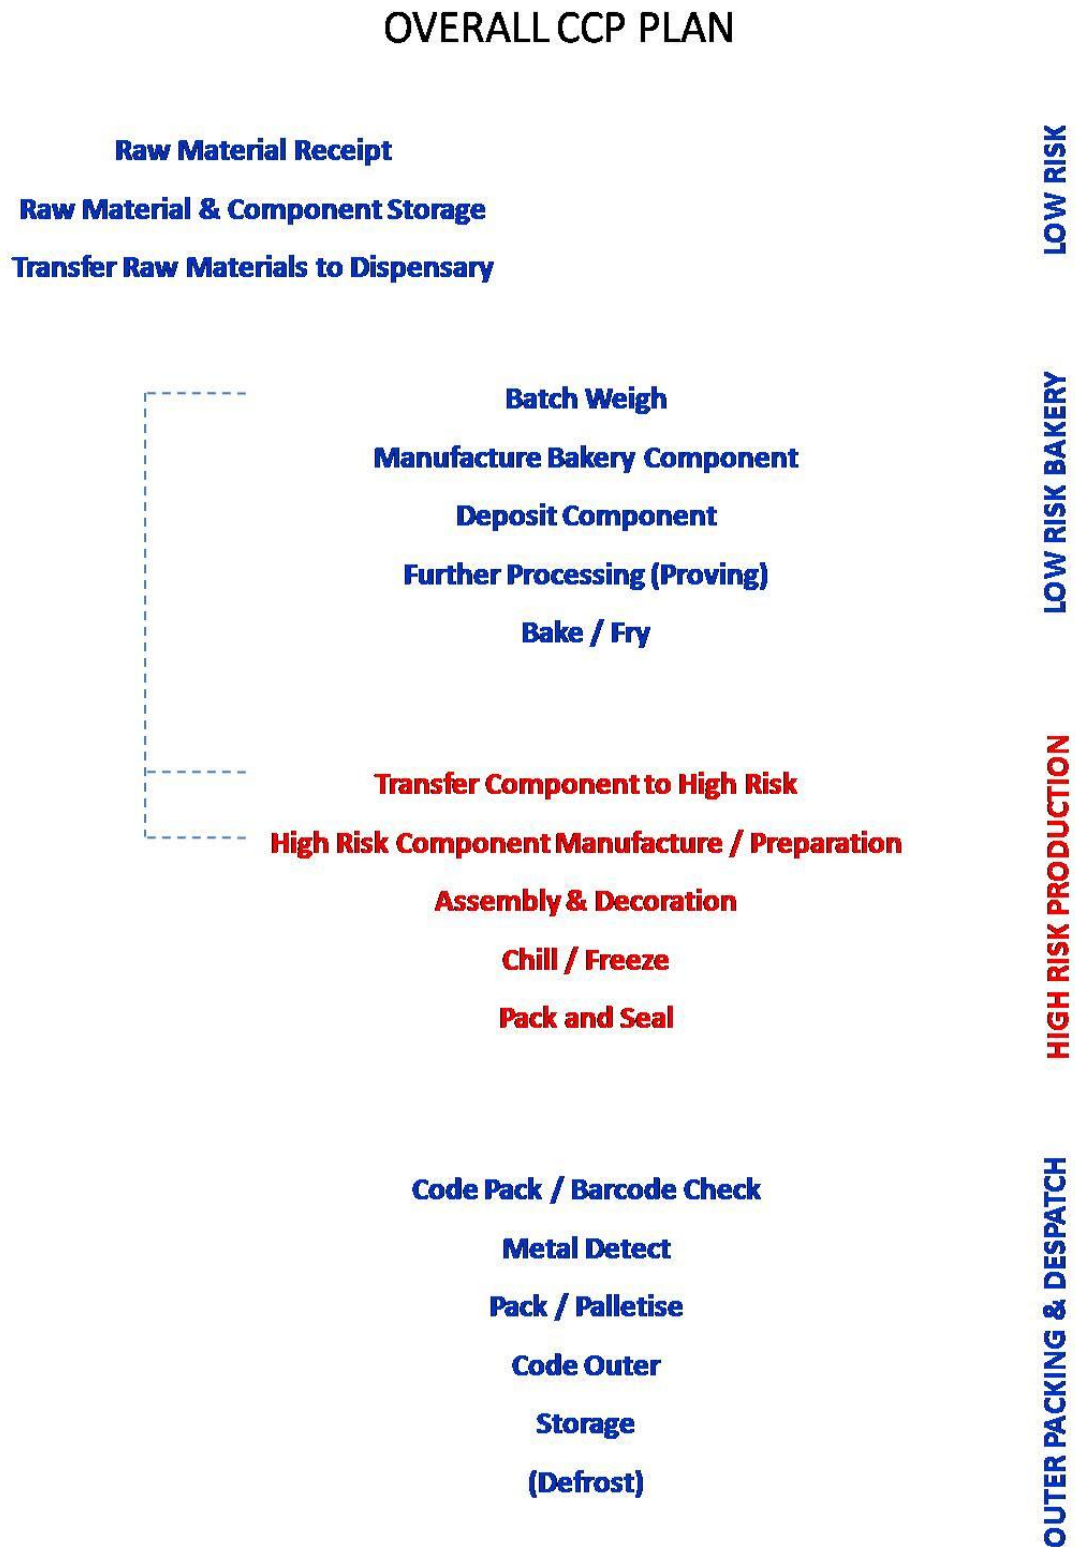 OVERALL CCP PLAN
Raw Material Receipt
Raw Material & Component Storage
Transfer Raw Materials to Dispensary
LOW RISK
Batch Weigh
Manufacture Bakery Component
Deposit Component
Further Processing (Proving)
Bake / Fry
LOW RISK BAKERY
Transfer Component to High Risk
High Risk Component Manufacture / Preparation
Assembly & Decoration
Chill / Freeze
Pack and Seal
HIGH RISK PRODUCTION
Code Pack / Barcode Check
Metal Detect
Pack / Palletise
Code Outer
Storage
(Defrost)
OUTER PACKING & DESPATCH